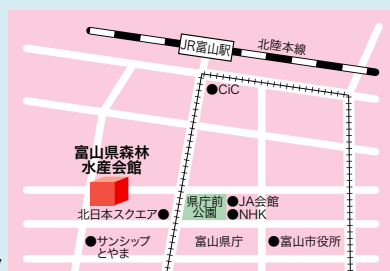 JR富山駅
北陸本線
CiC
富山県森林
水産会館
県庁前
公園
JA会館
NHK
北日本スクエア
サンシップ
とやま
富山県庁
富山市役所